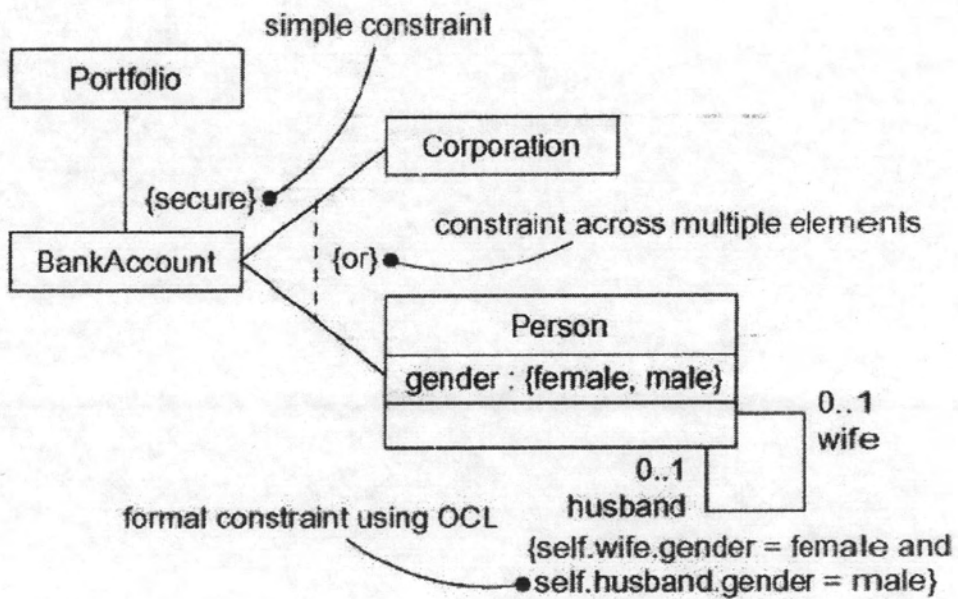 simple constraint
Portfolio
Corporation
{secure}
constraint across multiple elements
BankAccount
{or}
Person
gender : {female, male}
0..1
wife
0..1
husband
formal constraint using OCL
{self.wife.gender = female and
self.husband.gender = male}